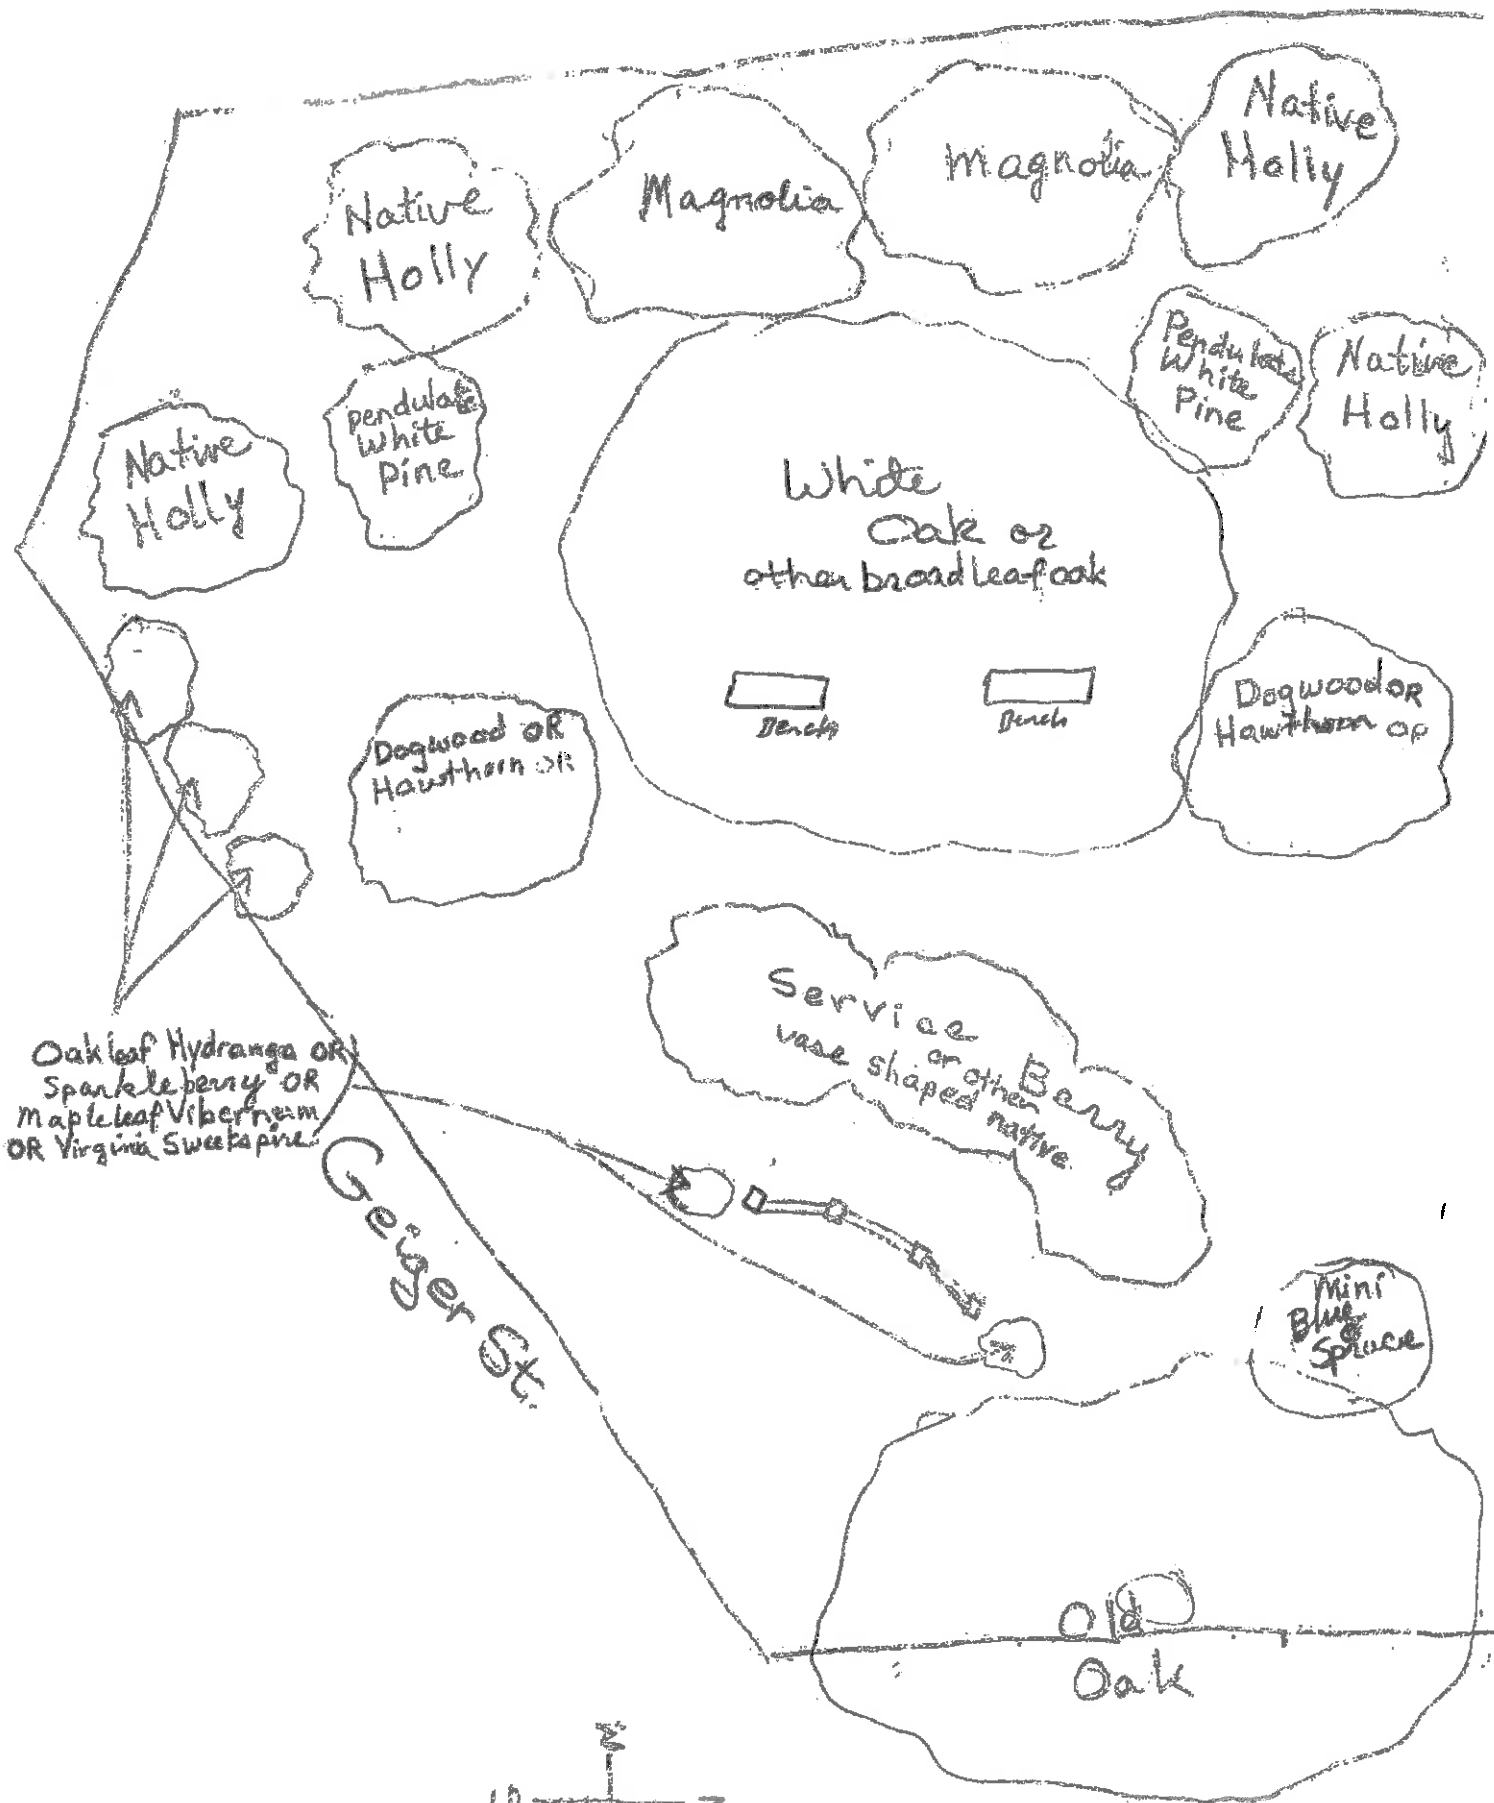 Native
Holly
Magnolia
Magnolia
Native
Holly
Native
Holly
pendulate
White
Pine
Pendulate
White
Pine
Native
Holly
White
Oak or
other broadleaf oak
Bench
Bench
Dogwood OR
Hawthorn OR
Dogwood OR
Hawthorn OR
Service Berry
or other
vase shaped native
Oakleaf Hydranga OR
Sparkleberry OR
Mapleleaf Vibernum
OR Virginia Sweetspire
Geiger St.
Mini
Blue
Spruce
Old
Oak
N